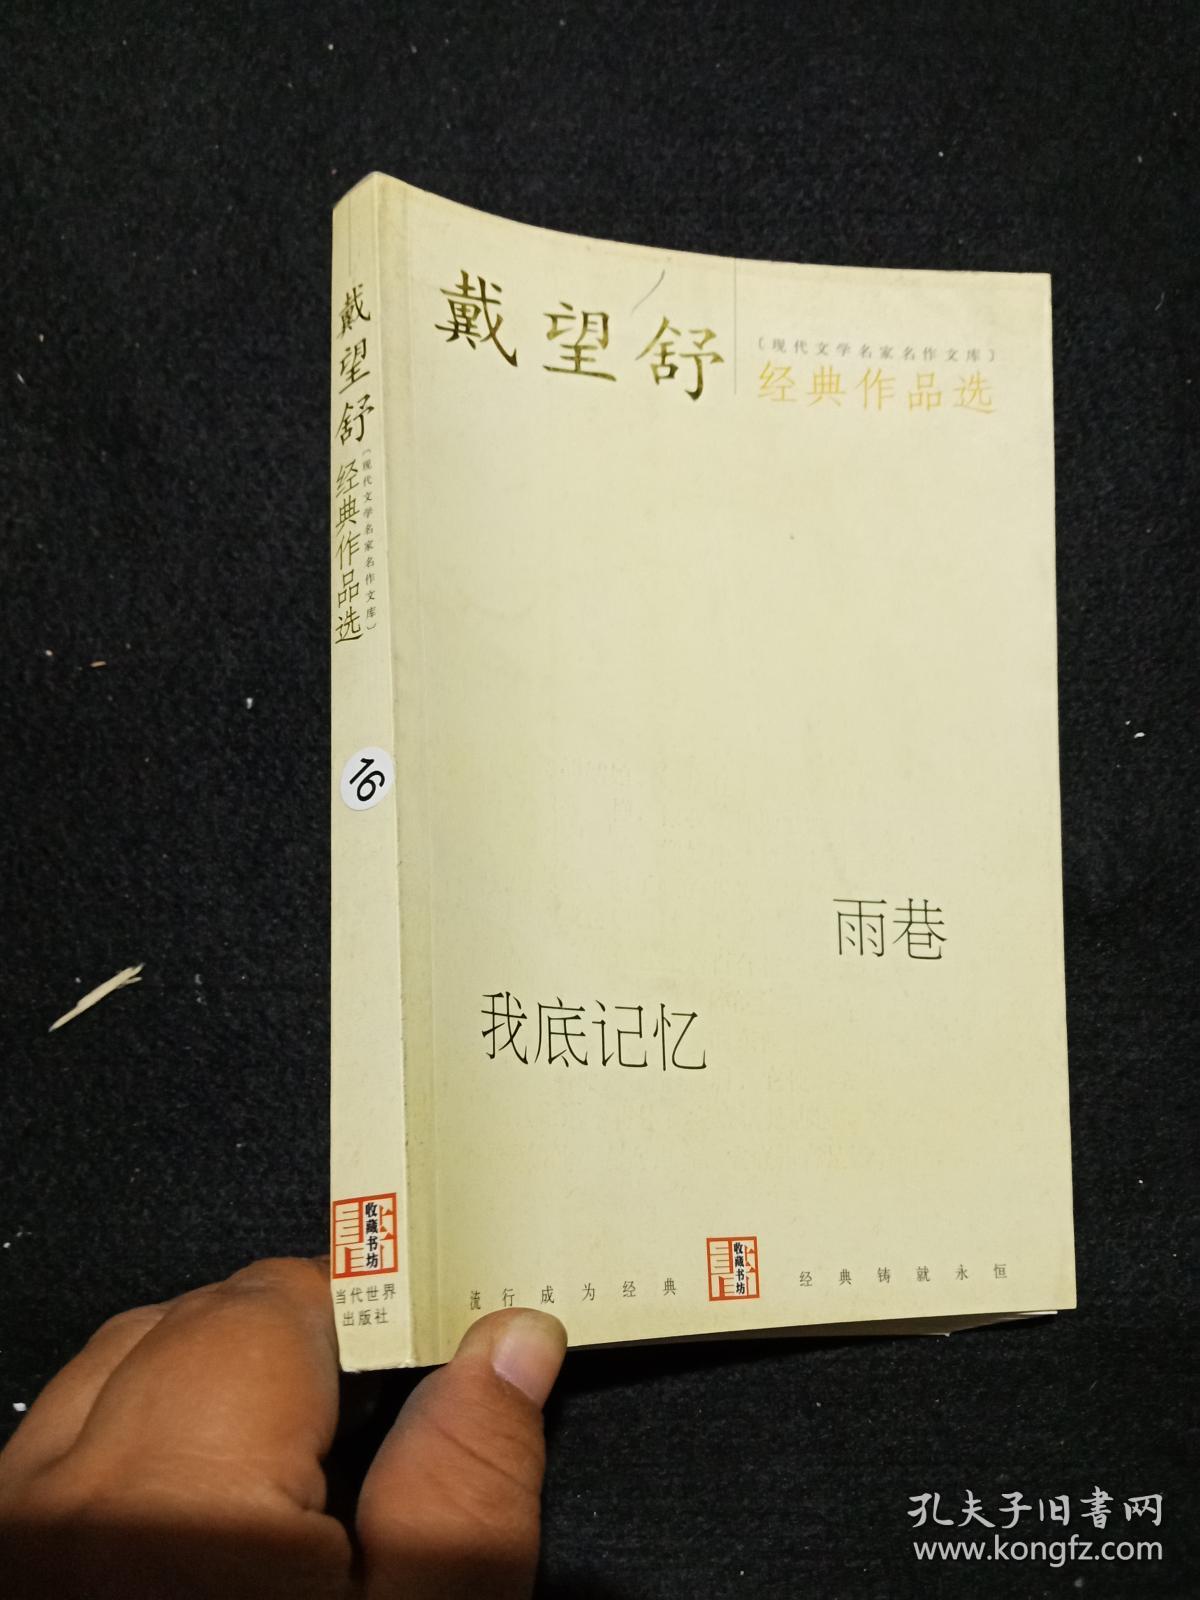 戴望舒
〔现代文学名家名作文库〕
经典作品选
雨巷
我底记忆
流行成为经典
收藏书坊
经典铸就永恒
戴望舒
〔现代文学名家名作文库〕
经典作品选
16
收藏书坊
当代世界
出版社
孔夫子旧書网
www.kongfz.com